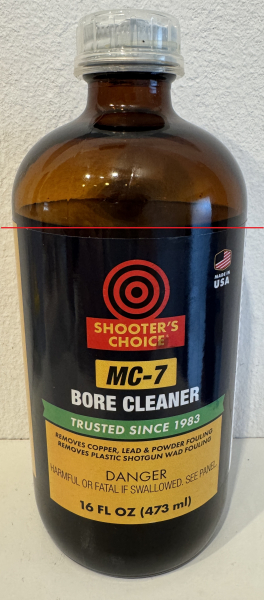 MADE IN
USA
SHOOTER'S
CHOICE
MC-7
BORE CLEANER
TRUSTED SINCE 1983
REMOVES COPPER, LEAD & POWDER FOULING
REMOVES PLASTIC SHOTGUN WAD FOULING
DANGER
HARMFUL OR FATAL IF SWALLOWED. SEE PANEL
16 FL OZ (473 ml)